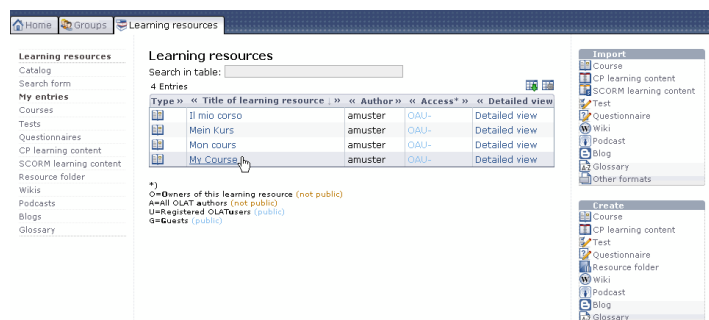 Home Groups Learning resources
Learning resources
Catalog
Search form
My entries
Courses
Tests
Questionnaires
CP learning content
SCORM learning content
Resource folder
Wikis
Podcasts
Blogs
Glossary
Learning resources
Search in table:
4 Entries
Type » « Title of learning resource ↓ » « Author » « Access* » « Detailed view
Il mio corso amuster OAU- Detailed view
Mein Kurs amuster OAU- Detailed view
Mon cours amuster OAU- Detailed view
My Course amuster OAU- Detailed view
*)
O=Owners of this learning resource (not public)
A=All OLAT authors (not public)
U=Registered OLATusers (public)
G=Guests (public)
Import
Course
CP learning content
SCORM learning content
Test
Questionnaire
Wiki
Podcast
Blog
Glossary
Other formats
Create
Course
CP learning content
Test
Questionnaire
Resource folder
Wiki
Podcast
Blog
Glossary